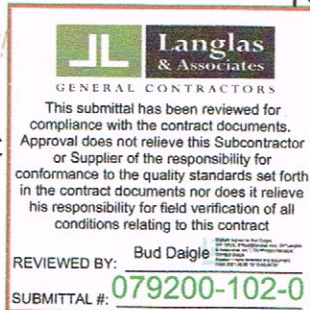 Langlas
& Associates
GENERAL CONTRACTORS
This submittal has been reviewed for
compliance with the contract documents.
Approval does not relieve this Subcontractor
or Supplier of the responsibility for
conformance to the quality standards set forth
in the contract documents nor does it relieve
his responsibility for field verification of all
conditions relating to this contract
REVIEWED BY: Bud Daigle
SUBMITTAL #: 079200-102-0